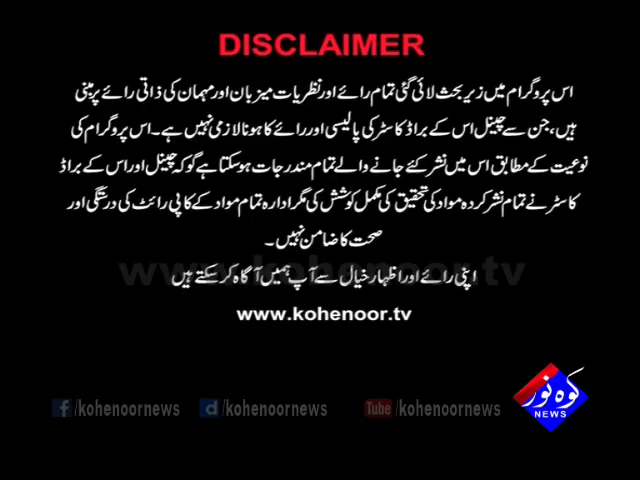 DISCLAIMER
اس پروگرام میں زیر بحث لائی گئی تمام رائے اور نظریات میزبان اور مہمان کی ذاتی رائے پر مبنی
ہیں، جن سے چینل اس کے براڈ کاسٹر کی پالیسی اور رائے کا ہونا لازمی نہیں ہے۔ اس پروگرام کی
نوعیت کے مطابق اس میں نشر کئے جانے والے تمام مندرجات ہوسکتا ہے گو کہ چینل اور اس کے براڈ
کاسٹر نے تمام نشر کردہ مواد کی تحقیق کی مکمل کوشش کی مگر ادارہ تمام مواد کے کاپی رائٹ کی درستگی اور
صحت کا ضامن نہیں۔
www.kohenoor.tv
اپنی رائے اور اظہار خیال سے آپ ہمیں آگاہ کر سکتے ہیں
www.kohenoor.tv
f /kohenoornews
d /kohenoornews
Tube /kohenoornews
کوہ نور
NEWS